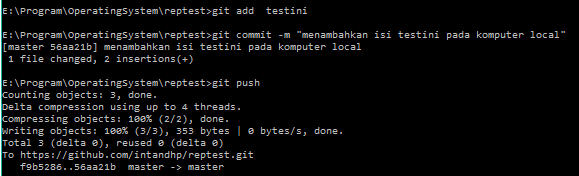 E:\Program\OperatingSystem\reptest>git add  testini
E:\Program\OperatingSystem\reptest>git commit -m "menambahkan isi testini pada komputer local"
[master 56aa21b] menambahkan isi testini pada komputer local
 1 file changed, 2 insertions(+)
E:\Program\OperatingSystem\reptest>git push
Counting objects: 3, done.
Delta compression using up to 4 threads.
Compressing objects: 100% (2/2), done.
Writing objects: 100% (3/3), 353 bytes | 0 bytes/s, done.
Total 3 (delta 0), reused 0 (delta 0)
To https://github.com/intandhp/reptest.git
   f9b5286..56aa21b  master -> master